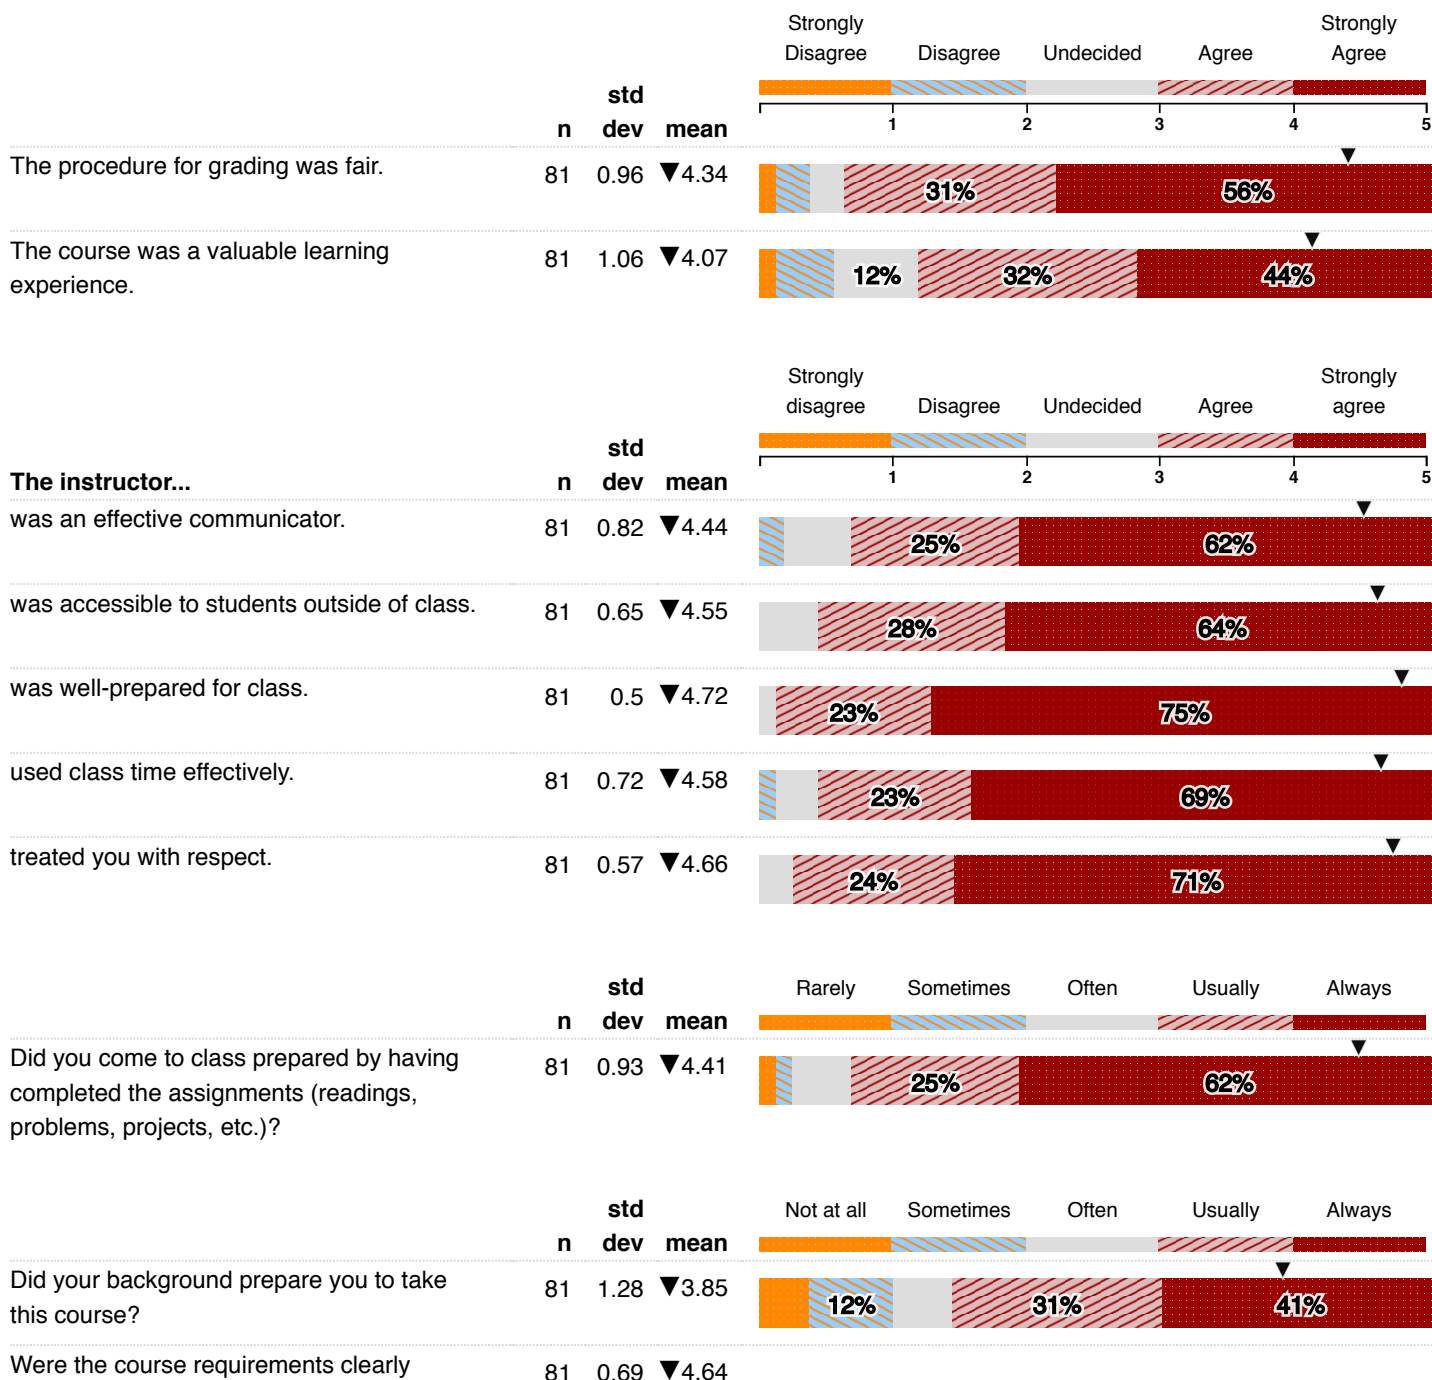 Strongly Disagree Disagree Undecided Agree Strongly Agree
n std dev mean 1 2 3 4 5
The procedure for grading was fair. 81 0.96 ▼4.34 31% 56%
The course was a valuable learning 81 1.06 ▼4.07 12% 32% 44%
experience.
Strongly disagree Disagree Undecided Agree Strongly agree
The instructor... n std dev mean 1 2 3 4 5
was an effective communicator. 81 0.82 ▼4.44 25% 62%
was accessible to students outside of class. 81 0.65 ▼4.55 28% 64%
was well-prepared for class. 81 0.5 ▼4.72 23% 75%
used class time effectively. 81 0.72 ▼4.58 23% 69%
treated you with respect. 81 0.57 ▼4.66 24% 71%
Rarely Sometimes Often Usually Always
n std dev mean
Did you come to class prepared by having 81 0.93 ▼4.41 25% 62%
completed the assignments (readings,
problems, projects, etc.)?
Not at all Sometimes Often Usually Always
n std dev mean
Did your background prepare you to take 81 1.28 ▼3.85 12% 31% 41%
this course?
Were the course requirements clearly 81 0.69 ▼4.64